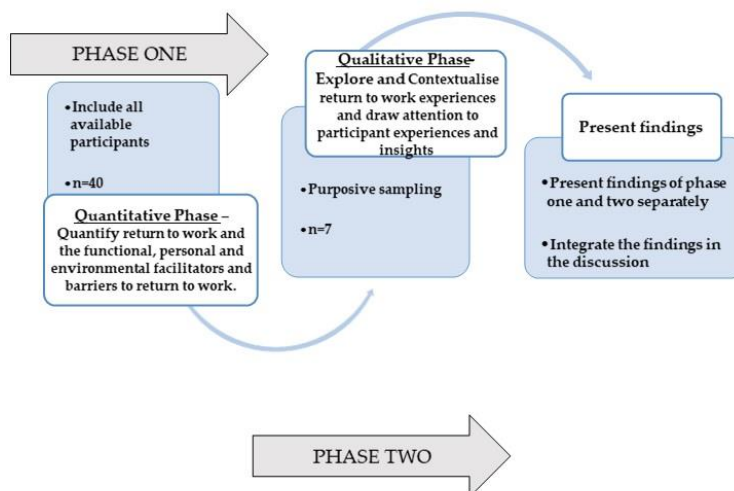 PHASE ONE
•Include all
available
participants
•n=40
Quantitative Phase –
Quantify return to work and
the functional, personal and
environmental facilitators and
barriers to return to work.
Qualitative Phase-
Explore and Contextualise
return to work experiences
and draw attention to
participant experiences and
insights
•Purposive sampling
•n=7
Present findings
•Present findings of phase
one and two separately
•Integrate the findings in
the discussion
PHASE TWO